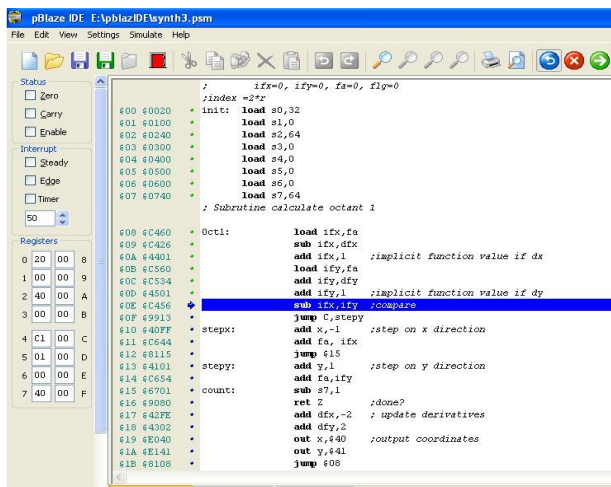 pBlaze IDE E:\pblazIDE\synth3.psm
File Edit View Settings Simulate Help
Status
Zero
Carry
Enable
Interrupt
Steady
Edge
Timer
50
Registers
0 20 00 8
1 00 00 9
2 40 00 A
3 00 00 B
4 C1 00 C
5 01 00 D
6 00 00 E
7 40 00 F
; ifx=0, ify=0, fa=0, flg=0
;index =2*r
$00 $0020 init: load s0,32
$01 $0100 load s1,0
$02 $0240 load s2,64
$03 $0300 load s3,0
$04 $0400 load s4,0
$05 $0500 load s5,0
$06 $0600 load s6,0
$07 $0740 load s7,64
; Subrutine calculate octant 1
$08 $C460 Oct1: load ifx,fa
$09 $C426 sub ifx,dfx
$0A $4401 add ifx,1 ;implicit function value if dx
$0B $C560 load ify,fa
$0C $C534 add ify,dfy
$0D $4501 add ify,1 ;implicit function value if dy
$0E $C456 sub ifx,ify ;compare
$0F $9913 jump C,stepy
$10 $40FF stepx: add x,-1 ;step on x direction
$11 $C644 add fa, ifx
$12 $8115 jump $15
$13 $4101 stepy: add y,1 ;step on y direction
$14 $C654 add fa,ify
$15 $6701 count: sub s7,1
$16 $9080 ret Z ;done?
$17 $42FE add dfx,-2 ; update derivatives
$18 $4302 add dfy,2
$19 $E040 out x,$40 ;output coordinates
$1A $E141 out y,$41
$1B $8108 jump $08